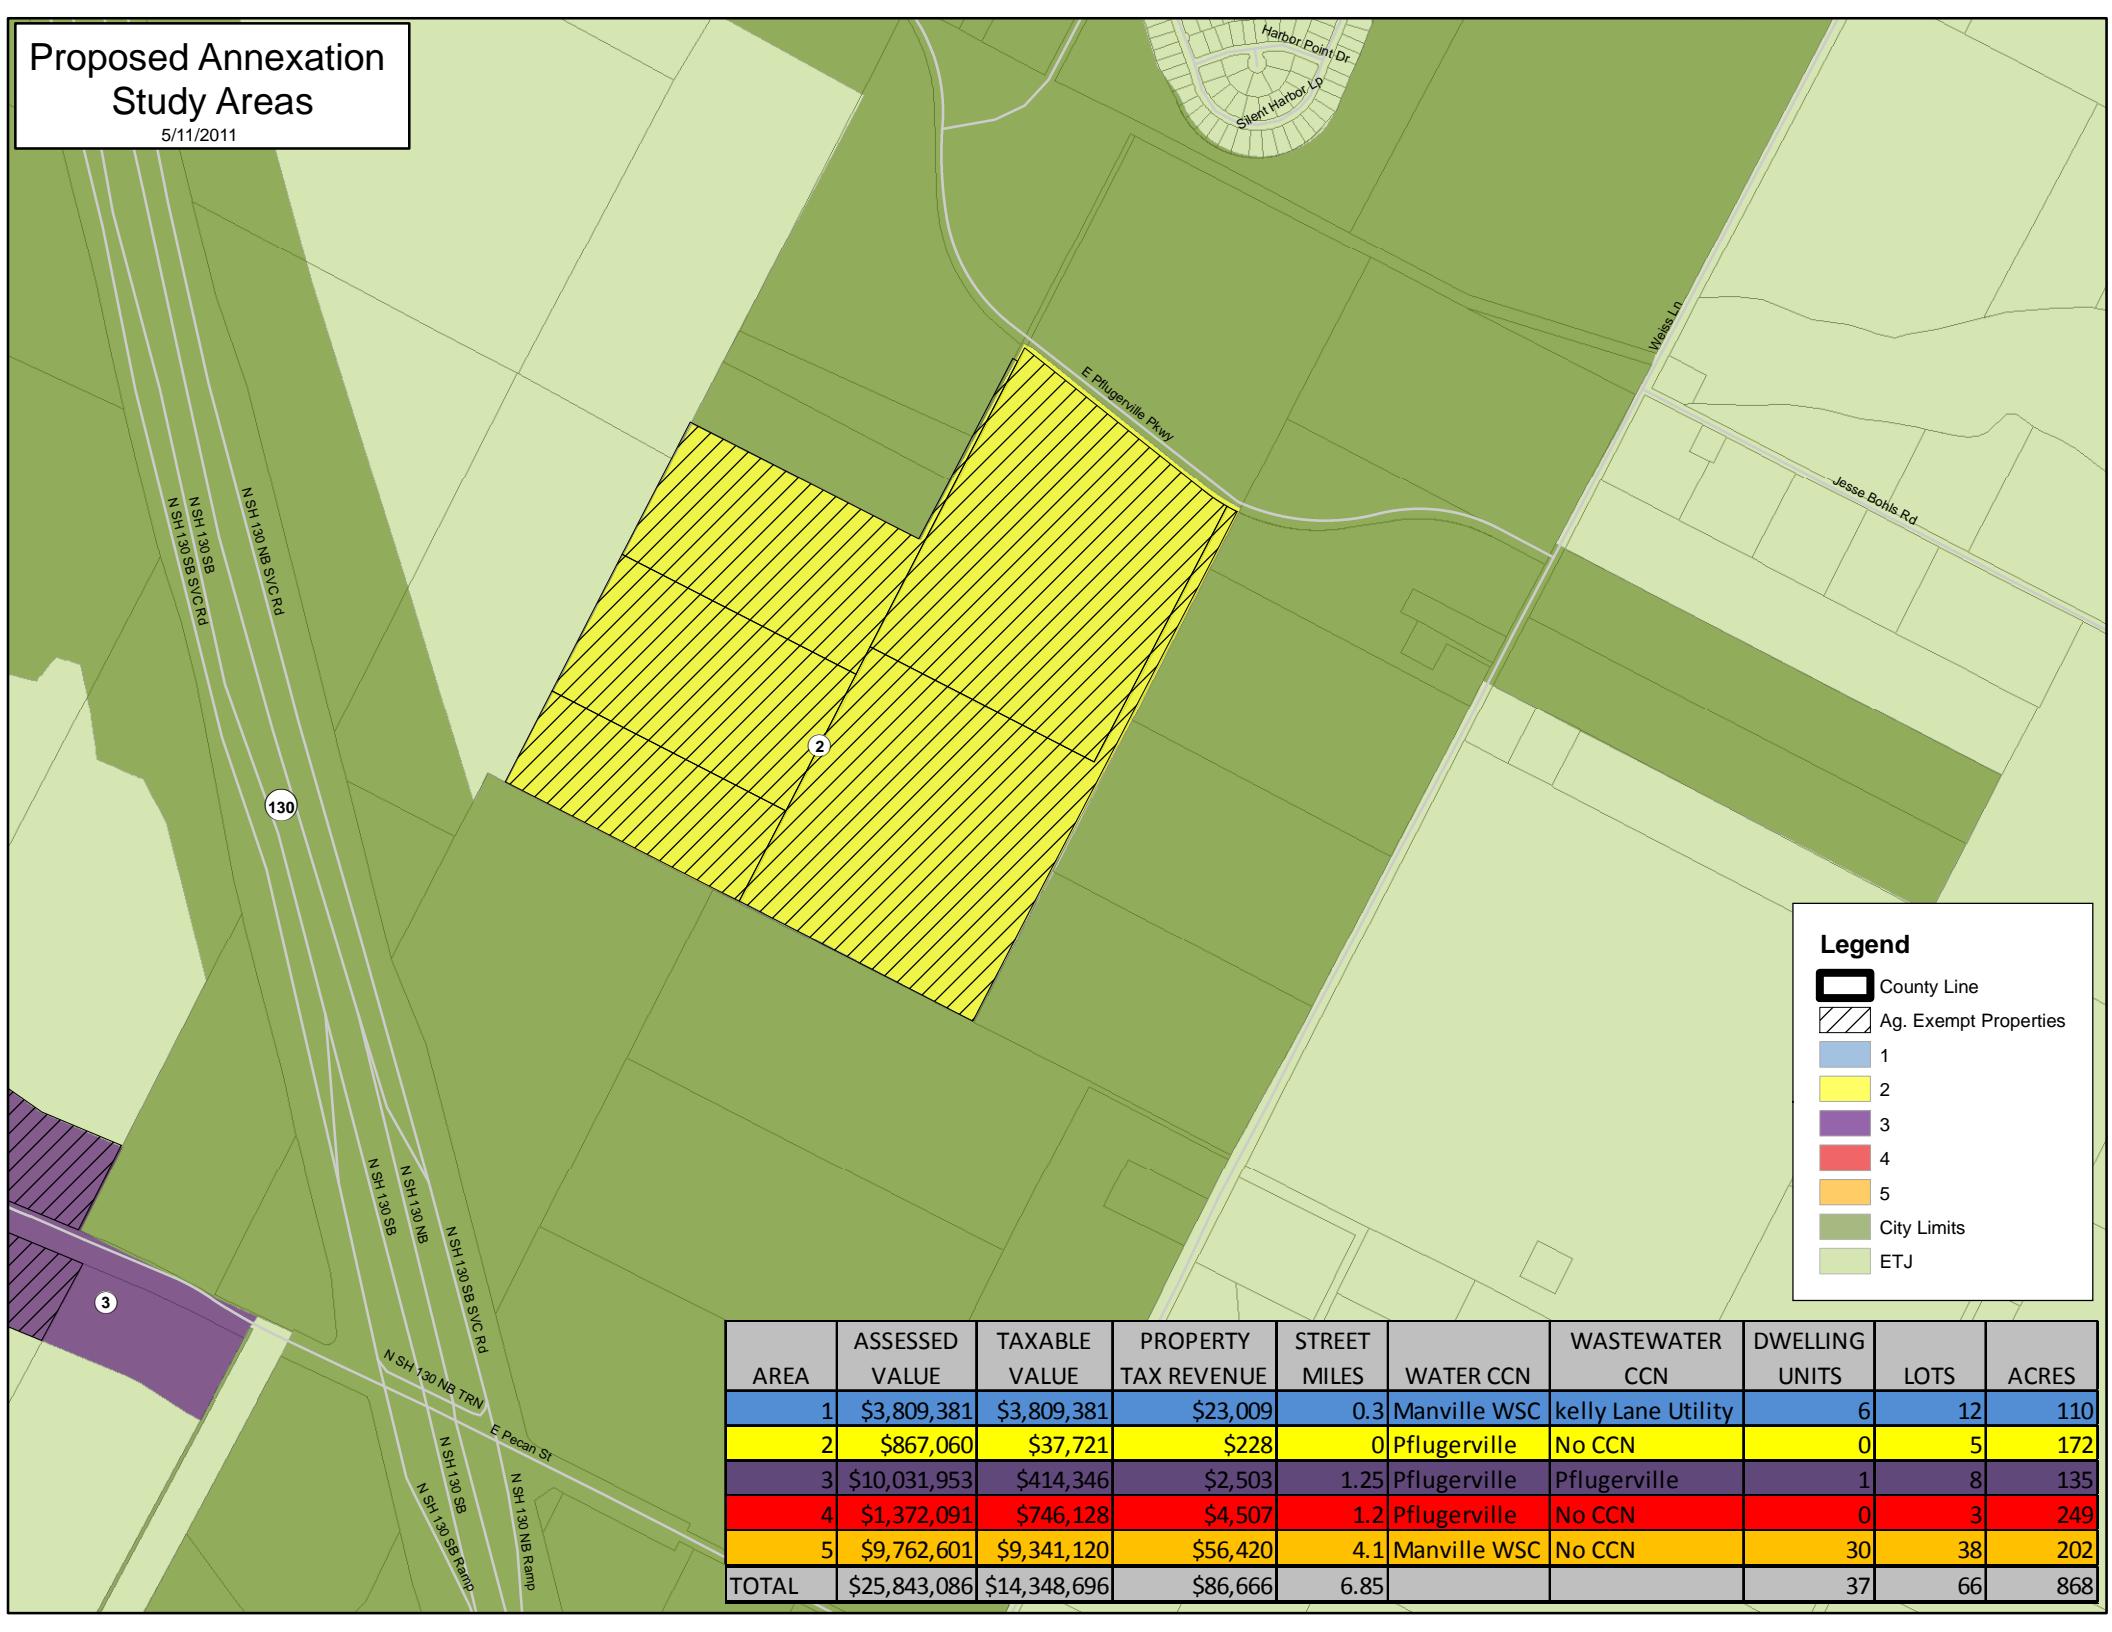 Proposed Annexation
Study Areas
5/11/2011
Harbor Point Dr
Silent Harbor Lp
Weiss Ln
E Pflugerville Pkwy
Jesse Bohls Rd
N SH 130 SB SVC Rd
N SH 130 SB
N SH 130 NB SVC Rd
2
130
3
N SH 130 SB
N SH 130 NB
N SH 130 SB SVC Rd
N SH 130 NB TRN
E Pecan St
N SH 130 SB Ramp
N SH 130 SB
N SH 130 NB Ramp
Legend
County Line
Ag. Exempt Properties
1
2
3
4
5
City Limits
ETJ
AREA ASSESSED VALUE TAXABLE VALUE PROPERTY TAX REVENUE STREET MILES WATER CCN WASTEWATER CCN DWELLING UNITS LOTS ACRES
1 $3,809,381 $3,809,381 $23,009 0.3 Manville WSC kelly Lane Utility 6 12 110
2 $867,060 $37,721 $228 0 Pflugerville No CCN 0 5 172
3 $10,031,953 $414,346 $2,503 1.25 Pflugerville Pflugerville 1 8 135
4 $1,372,091 $746,128 $4,507 1.2 Pflugerville No CCN 0 3 249
5 $9,762,601 $9,341,120 $56,420 4.1 Manville WSC No CCN 30 38 202
TOTAL $25,843,086 $14,348,696 $86,666 6.85 37 66 868